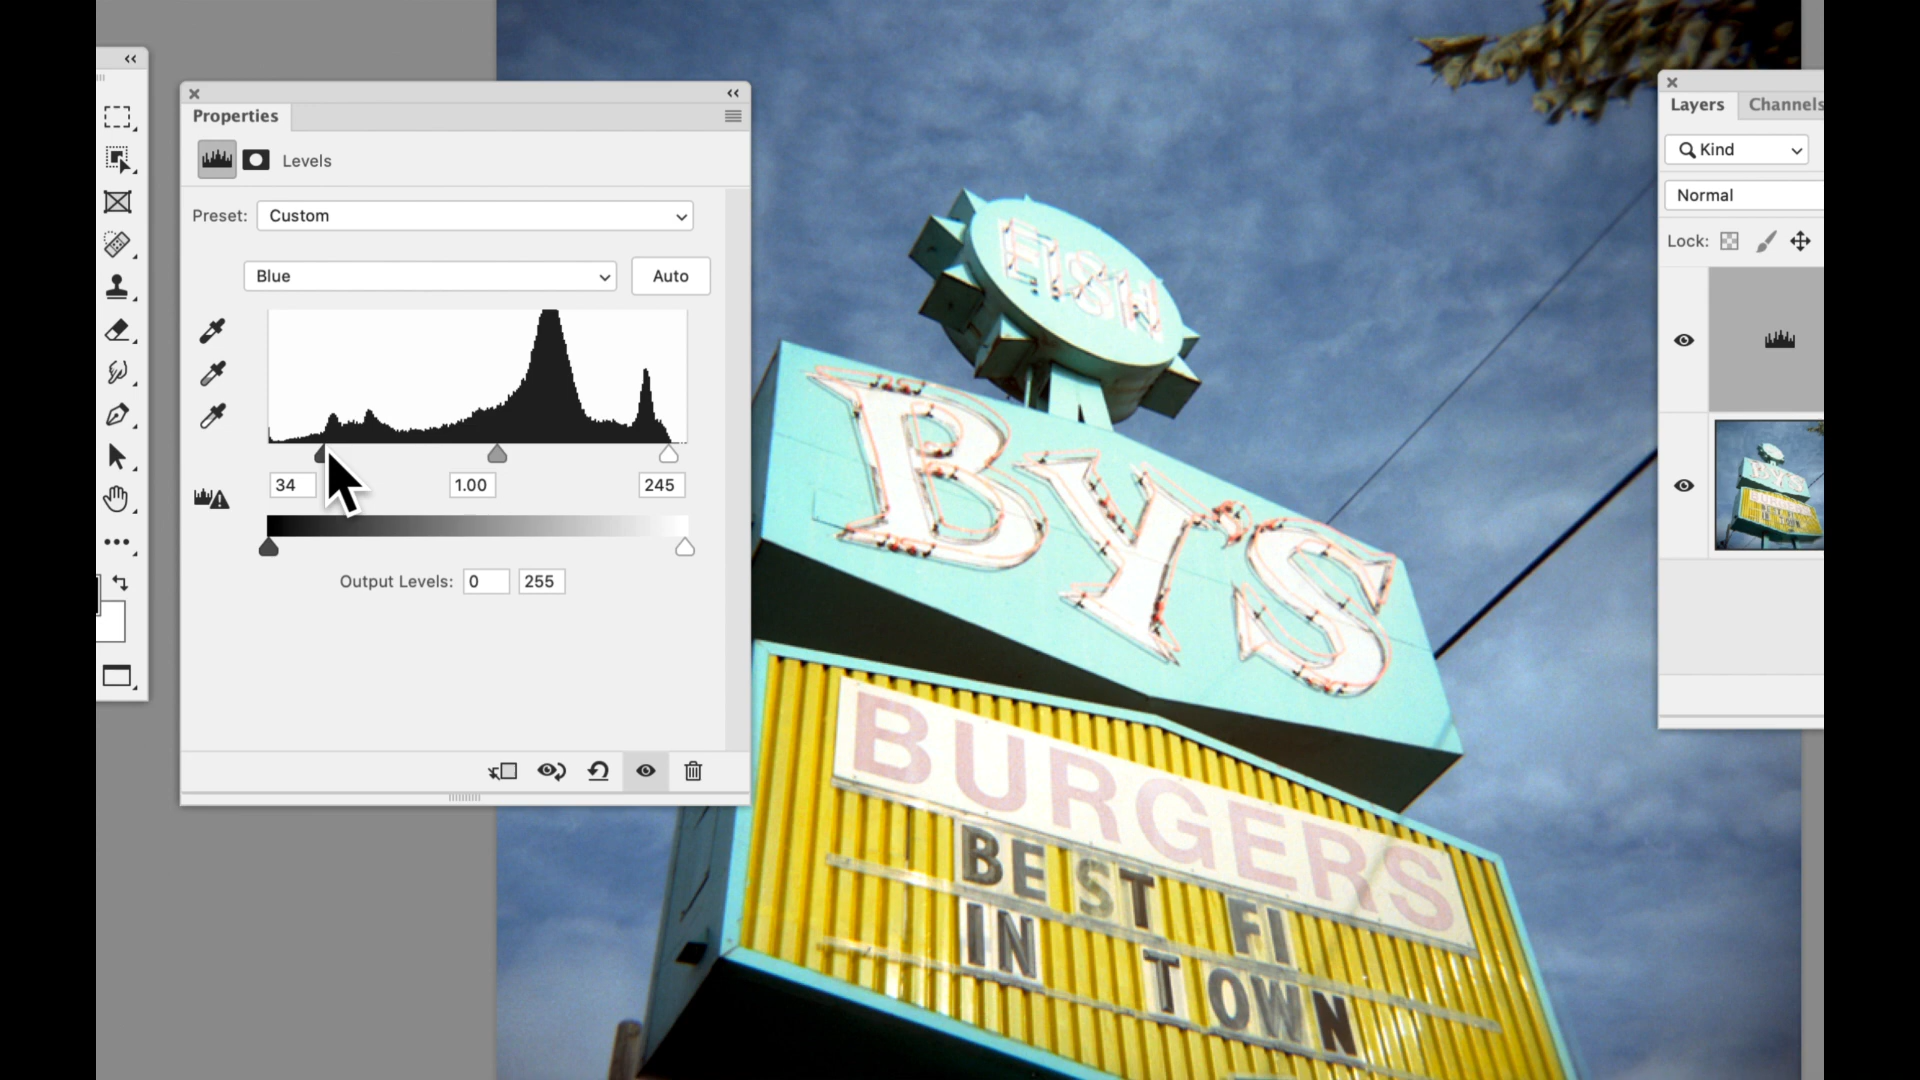 Properties
Levels
Preset: Custom
Blue
Auto
34
1.00
245
Output Levels: 0 255
FISH
BY'S
BURGERS
BEST FI
IN TOWN
Layers
Channels
Kind
Normal
Lock: